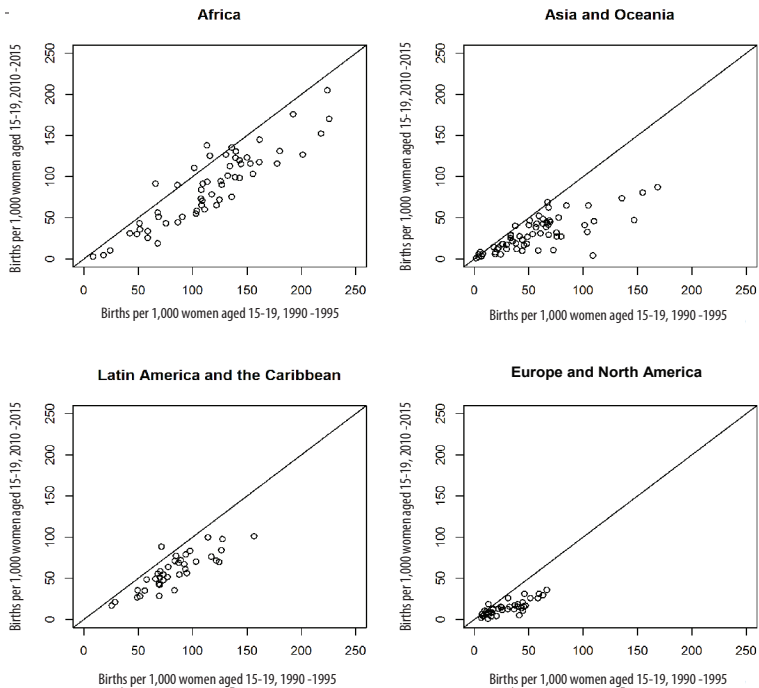 Africa
Births per 1,000 women aged 15-19, 2010 -2015
250
200
150
100
50
0
0 50 100 150 200 250
Births per 1,000 women aged 15-19, 1990 -1995
Asia and Oceania
Births per 1,000 women aged 15-19, 2010 -2015
250
200
150
100
50
0
0 50 100 150 200 250
Births per 1,000 women aged 15-19, 1990 -1995
Latin America and the Caribbean
Births per 1,000 women aged 15-19, 2010 -2015
250
200
150
100
50
0
0 50 100 150 200 250
Births per 1,000 women aged 15-19, 1990 -1995
Europe and North America
Births per 1,000 women aged 15-19, 2010 -2015
250
200
150
100
50
0
0 50 100 150 200 250
Births per 1,000 women aged 15-19, 1990 -1995